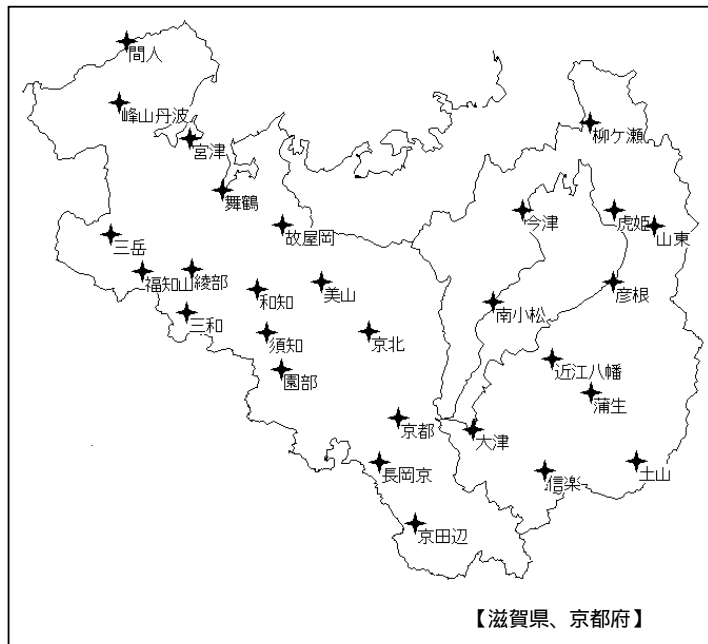 間人
峰山丹波
柳ケ瀬
宮津
舞鶴
今津
虎姫
故屋岡
山東
三岳
福知山
綾部
和知
美山
彦根
南小松
三和
須知
京北
園部
近江八幡
蒲生
京都
大津
長岡京
信楽
土山
京田辺
【滋賀県、京都府】